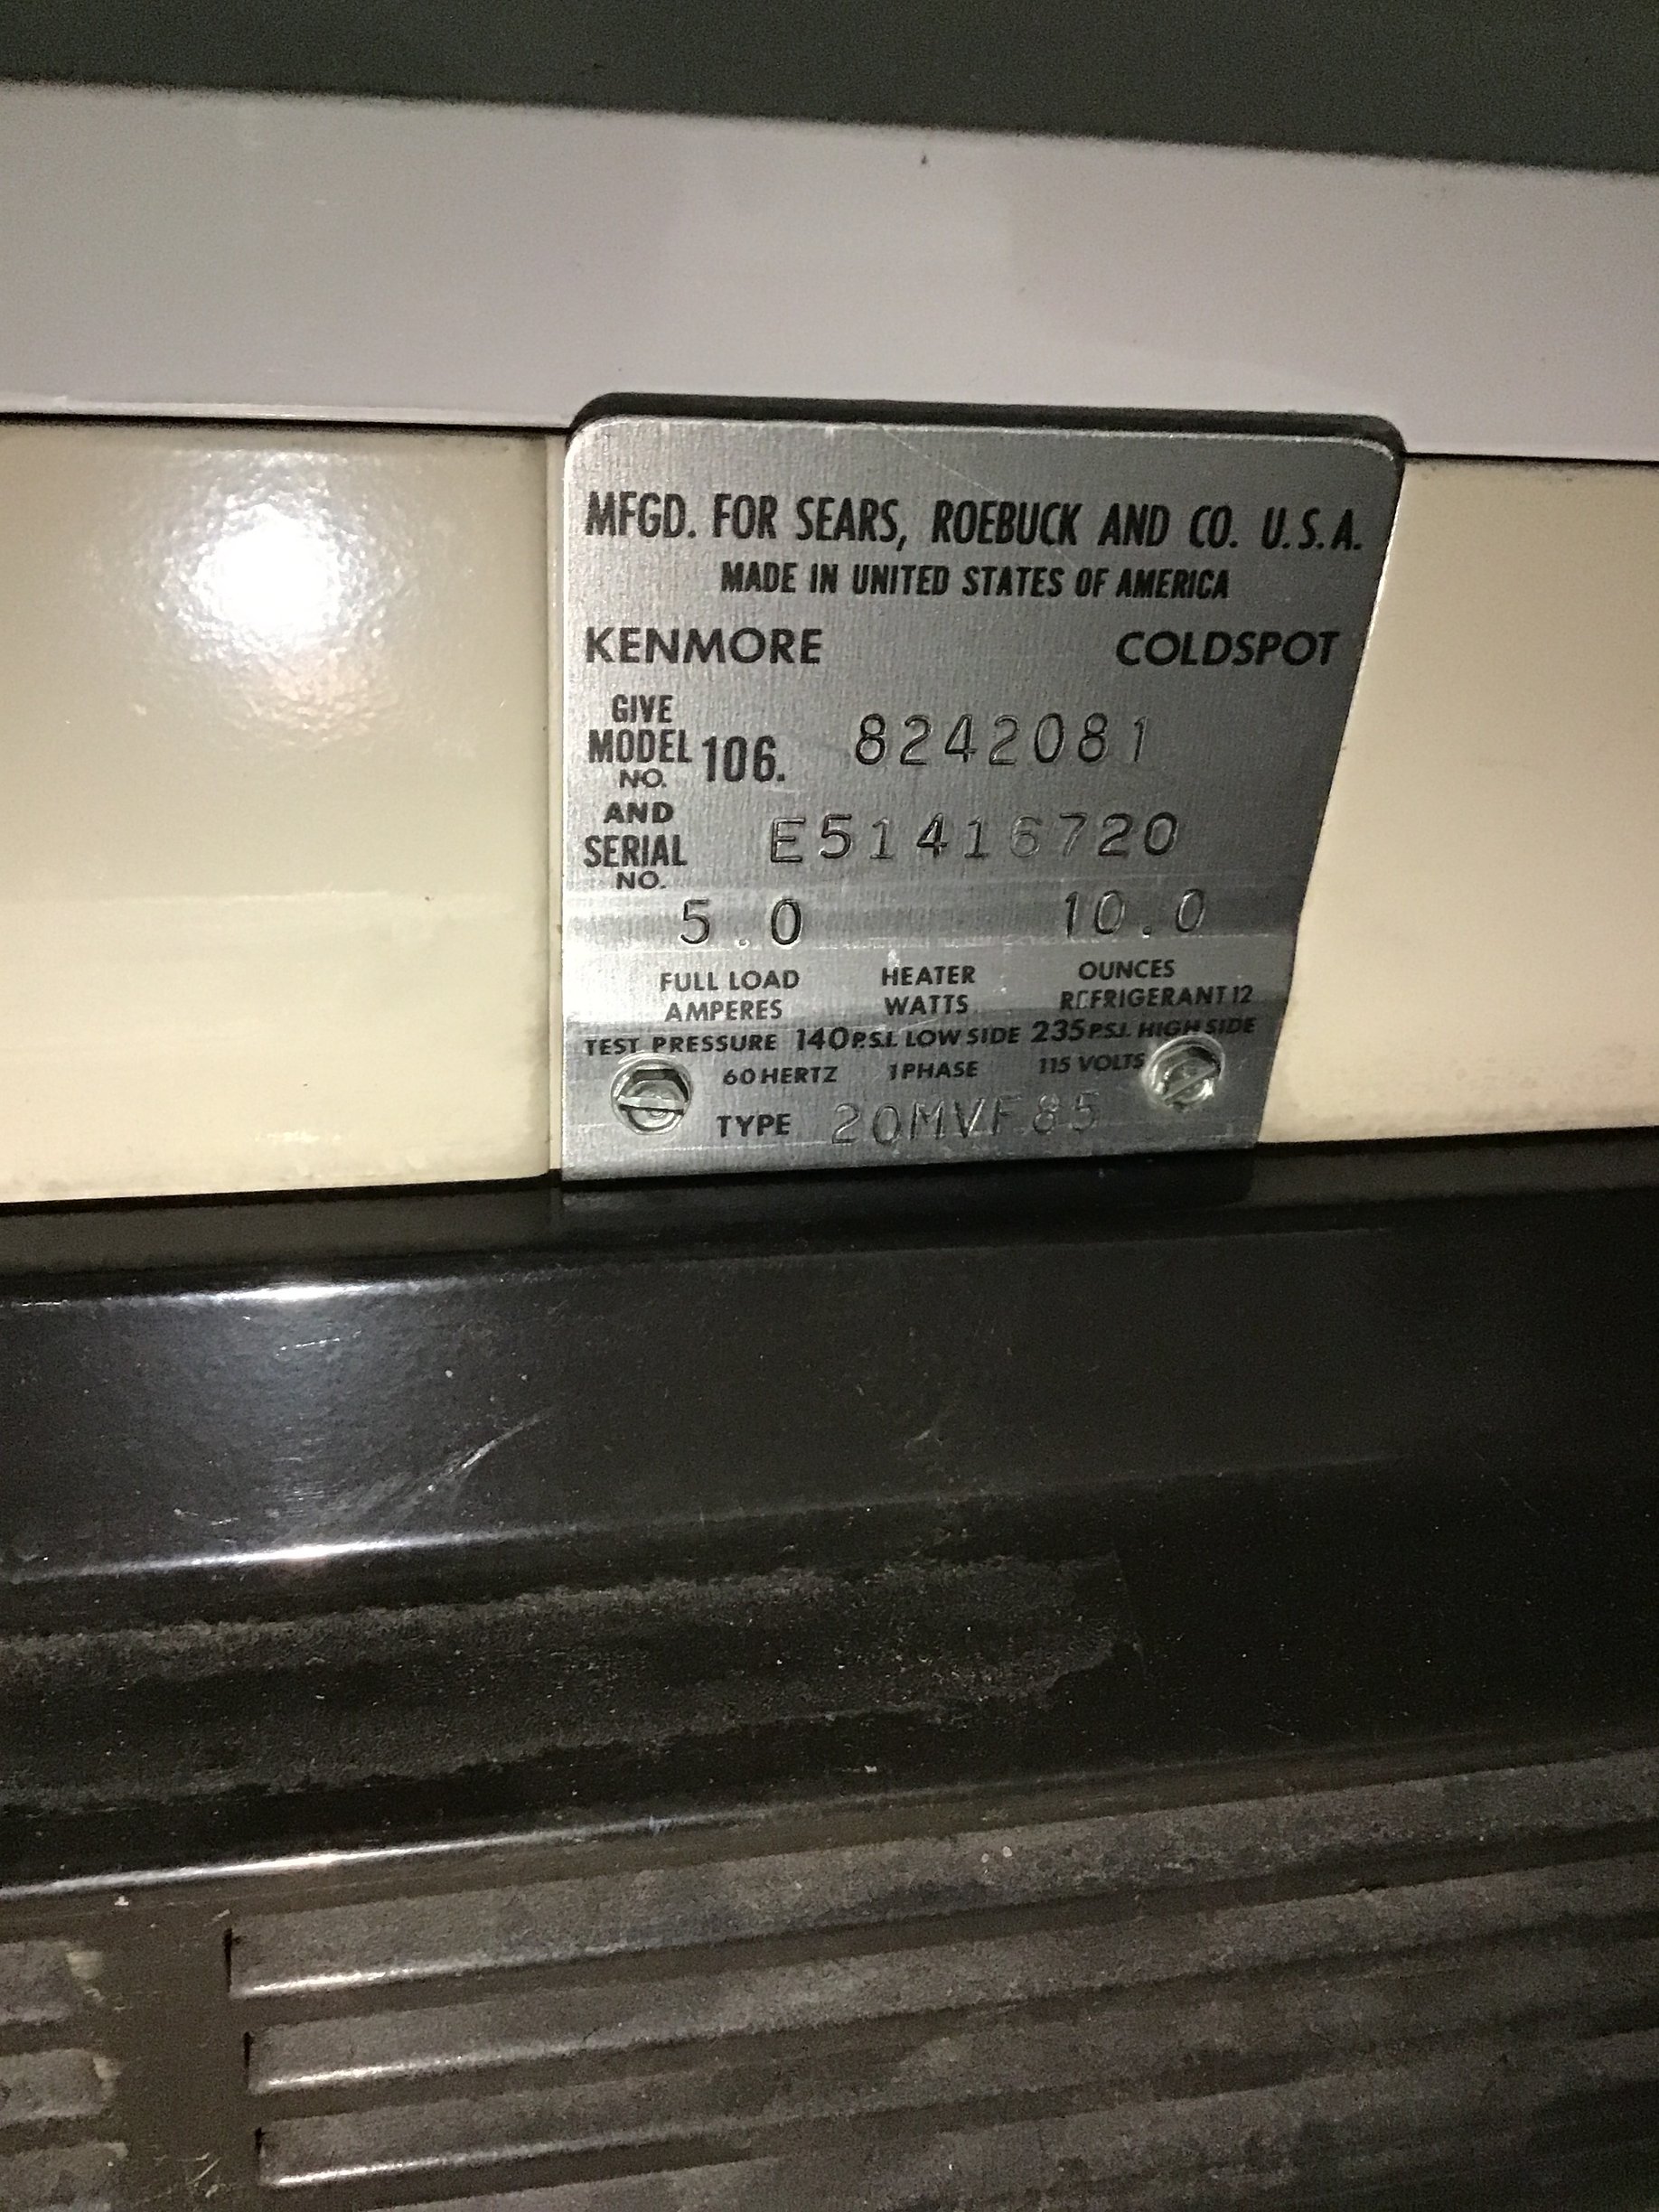 MFGD. FOR SEARS, ROEBUCK AND CO. U.S.A.
MADE IN UNITED STATES OF AMERICA
KENMORE COLDSPOT
GIVE
MODEL 106. 8242081
NO.
AND
SERIAL E51416720
NO.
5.0 10.0
FULL LOAD HEATER OUNCES
AMPERES WATTS REFRIGERANT 12
TEST PRESSURE 140 P.S.I. LOW SIDE 235 P.S.I. HIGH SIDE
60 HERTZ 1 PHASE 115 VOLTS
TYPE 20MVF85